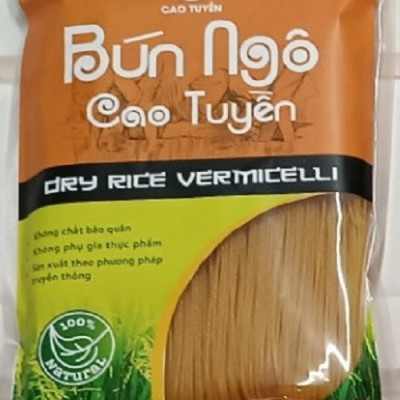 CAO TUYỀN
Bún Ngô
Cao Tuyền
DRY RICE VERMICELLI
Không chất bảo quản
Không phụ gia thực phẩm
Sản xuất theo phương pháp
truyền thống
100%
Natural